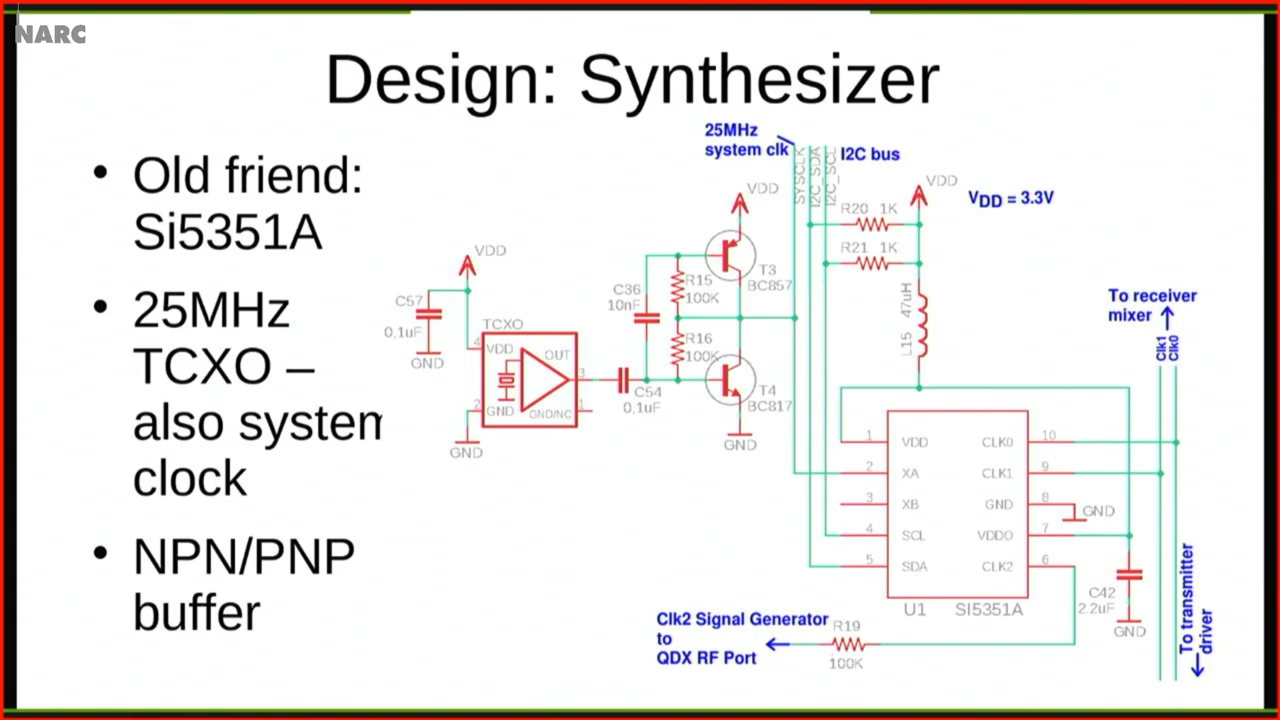 NARC
Design: Synthesizer
• Old friend:
Si5351A
• 25MHz
TCXO –
also system
clock
• NPN/PNP
buffer
25MHz
system clk
SYSCLK
I2C_SDA
I2C_SCL
I2C bus
VDD = 3.3V
VDD
R20 1K
R21 1K
L15 47uH
VDD
T3
BC857
R15
100K
R16
100K
T4
BC817
GND
C36
10nF
C54
0,1uF
VDD
C57
0,1uF
GND
TCXO
4
VDD
OUT
3
2
GND
GND/NC
1
GND
To receiver
mixer
Clk1
Clk0
1 VDD CLK0 10
2 XA CLK1 9
3 XB GND 8
GND
4 SCL VDDO 7
5 SDA CLK2 6
U1 SI5351A
C42
2.2uF
GND
To transmitter
driver
Clk2 Signal Generator
to
QDX RF Port
R19
100K